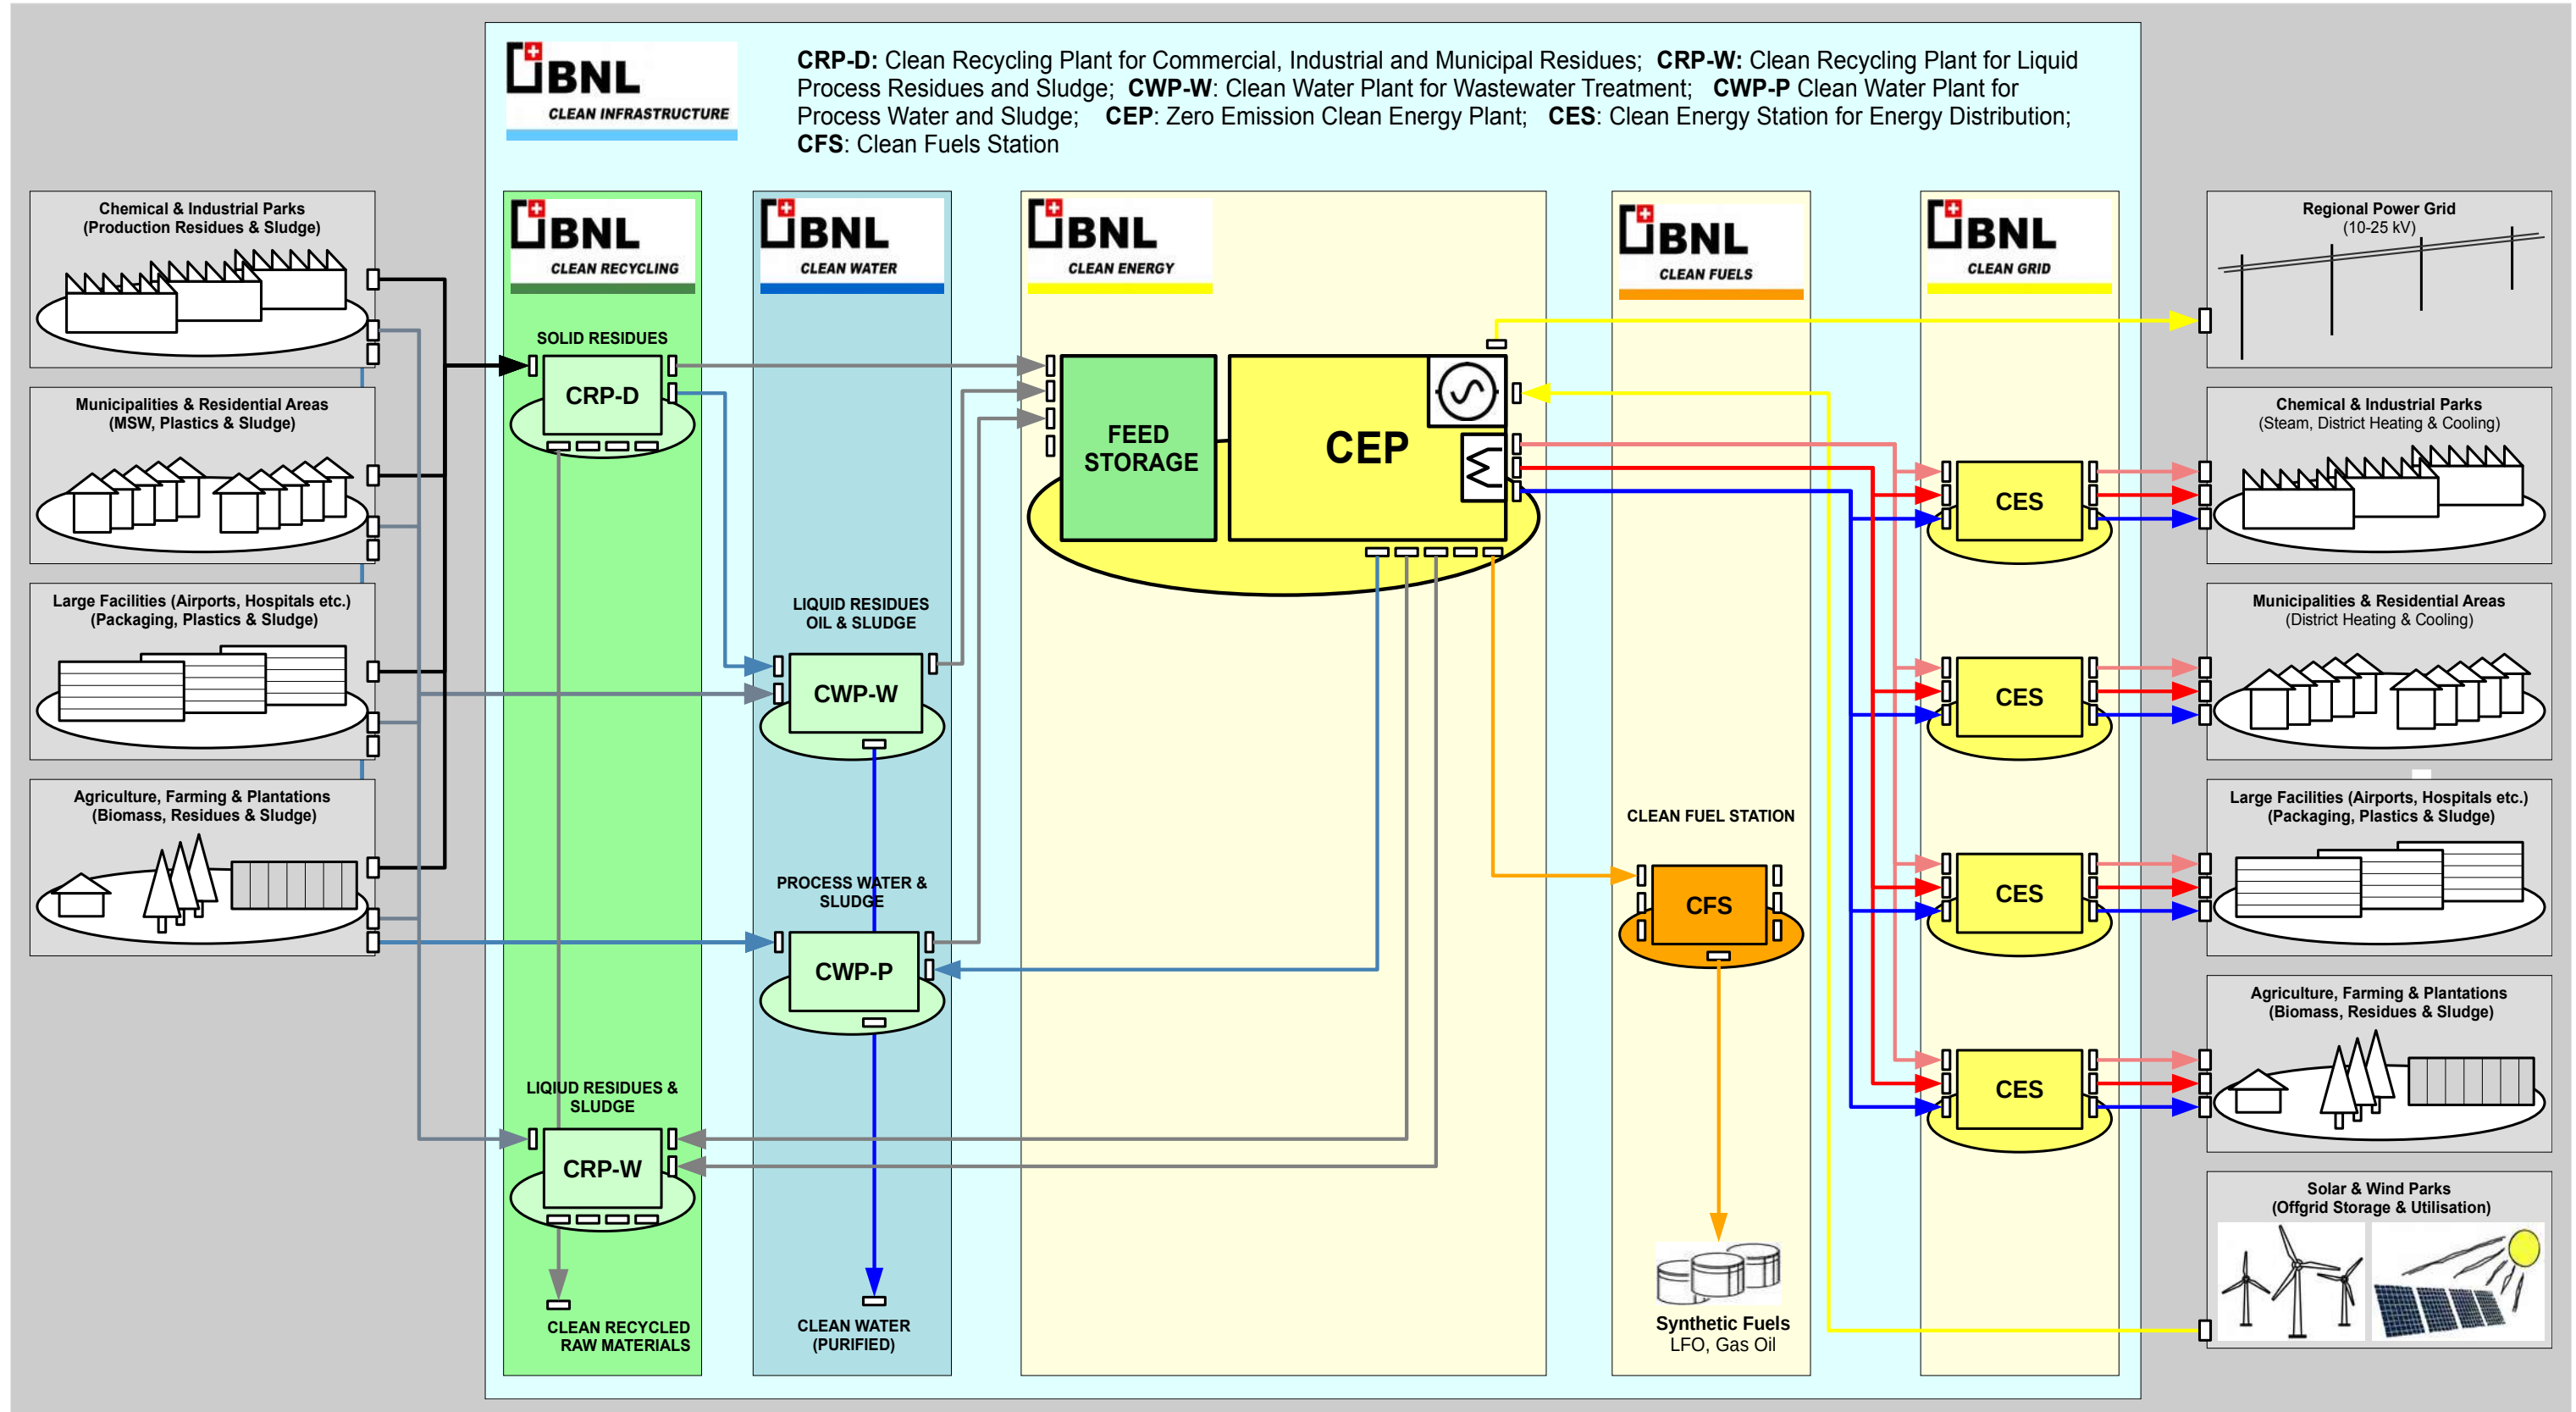 BNL
CLEAN INFRASTRUCTURE
CRP-D: Clean Recycling Plant for Commercial, Industrial and Municipal Residues; CRP-W: Clean Recycling Plant for Liquid
Process Residues and Sludge; CWP-W: Clean Water Plant for Wastewater Treatment; CWP-P Clean Water Plant for
Process Water and Sludge; CEP: Zero Emission Clean Energy Plant; CES: Clean Energy Station for Energy Distribution;
CFS: Clean Fuels Station
Chemical & Industrial Parks
(Production Residues & Sludge)
Municipalities & Residential Areas
(MSW, Plastics & Sludge)
Large Facilities (Airports, Hospitals etc.)
(Packaging, Plastics & Sludge)
Agriculture, Farming & Plantations
(Biomass, Residues & Sludge)
BNL
CLEAN RECYCLING
SOLID RESIDUES
CRP-D
LIQIUD RESIDUES &
SLUDGE
CRP-W
CLEAN RECYCLED
RAW MATERIALS
BNL
CLEAN WATER
LIQUID RESIDUES
OIL & SLUDGE
CWP-W
PROCESS WATER &
SLUDGE
CWP-P
CLEAN WATER
(PURIFIED)
BNL
CLEAN ENERGY
FEED
STORAGE
CEP
BNL
CLEAN FUELS
CLEAN FUEL STATION
CFS
Synthetic Fuels
LFO, Gas Oil
BNL
CLEAN GRID
CES
CES
CES
CES
Regional Power Grid
(10-25 kV)
Chemical & Industrial Parks
(Steam, District Heating & Cooling)
Municipalities & Residential Areas
(District Heating & Cooling)
Large Facilities (Airports, Hospitals etc.)
(Packaging, Plastics & Sludge)
Agriculture, Farming & Plantations
(Biomass, Residues & Sludge)
Solar & Wind Parks
(Offgrid Storage & Utilisation)